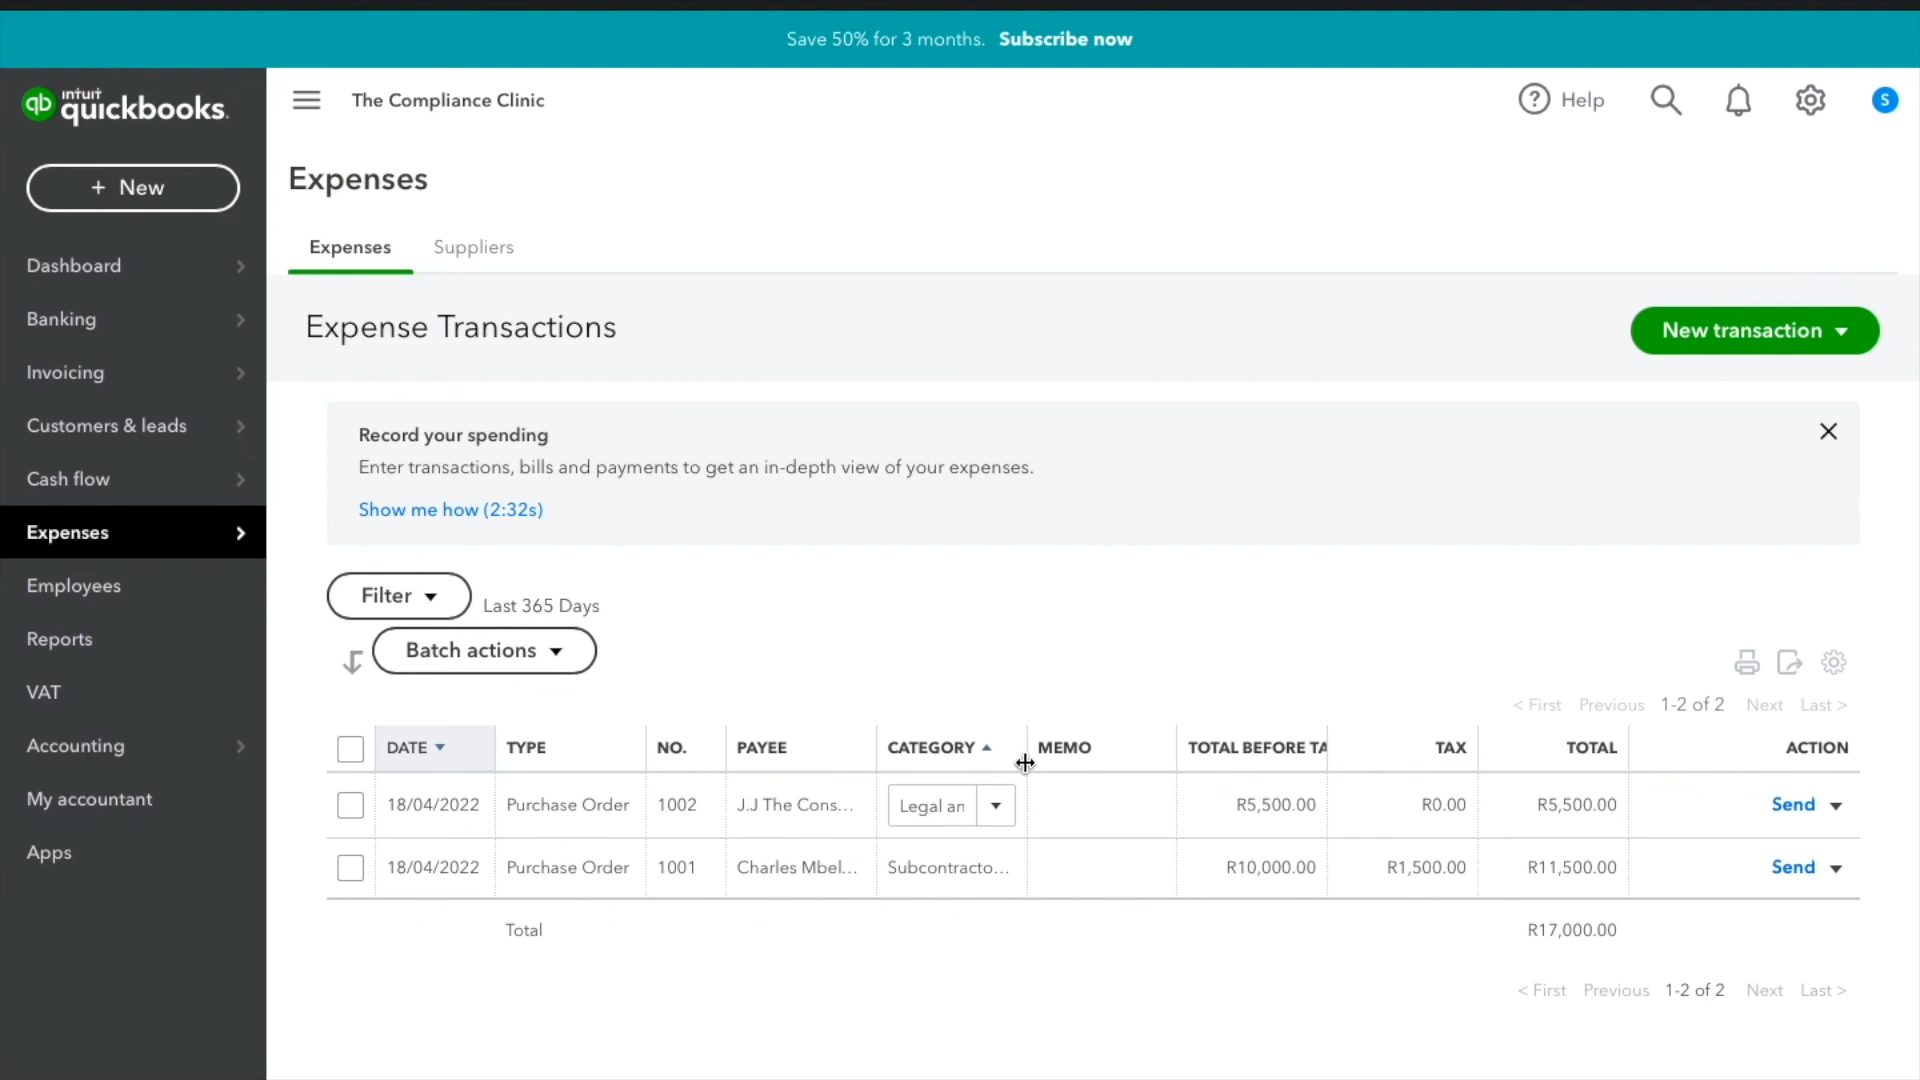 Save 50% for 3 months. Subscribe now
intuit
qb quickbooks.
The Compliance Clinic
Help
S
+ New
Expenses
Expenses Suppliers
Dashboard
Banking
Invoicing
Customers & leads
Cash flow
Expenses
Employees
Reports
VAT
Accounting
My accountant
Apps
Expense Transactions
New transaction
Record your spending
Enter transactions, bills and payments to get an in-depth view of your expenses.
Show me how (2:32s)
Filter
Last 365 Days
Batch actions
< First Previous 1-2 of 2 Next Last >
DATE TYPE NO. PAYEE CATEGORY MEMO TOTAL BEFORE TA TAX TOTAL ACTION
18/04/2022 Purchase Order 1002 J.J The Cons... Legal an R5,500.00 R0.00 R5,500.00 Send
18/04/2022 Purchase Order 1001 Charles Mbel... Subcontracto... R10,000.00 R1,500.00 R11,500.00 Send
Total R17,000.00
< First Previous 1-2 of 2 Next Last >